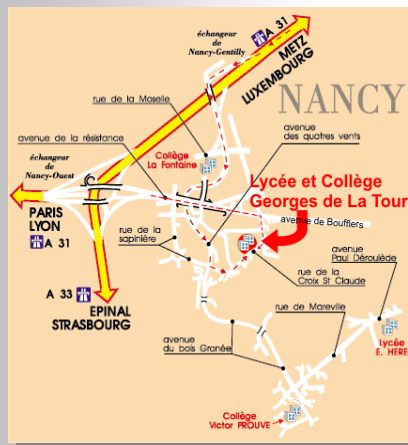 échangeur
de
Nancy-Gentilly
A 31
METZ
LUXEMBOURG
NANCY
rue de la Moselle
avenue de la résistance
avenue
des quatre vents
échangeur
de
Nancy-Ouest
Collège
La Fontaine
Lycée et Collège
Georges de La Tour
avenue de Boufflers
PARIS
LYON
A 31
rue de la
sapinière
avenue
Paul Déroulède
rue de la
Croix St Claude
A 33
EPINAL
STRASBOURG
rue de Mareville
avenue
du bois Gronée
Lycée
E. HERE
Collège
Victor PROUVE